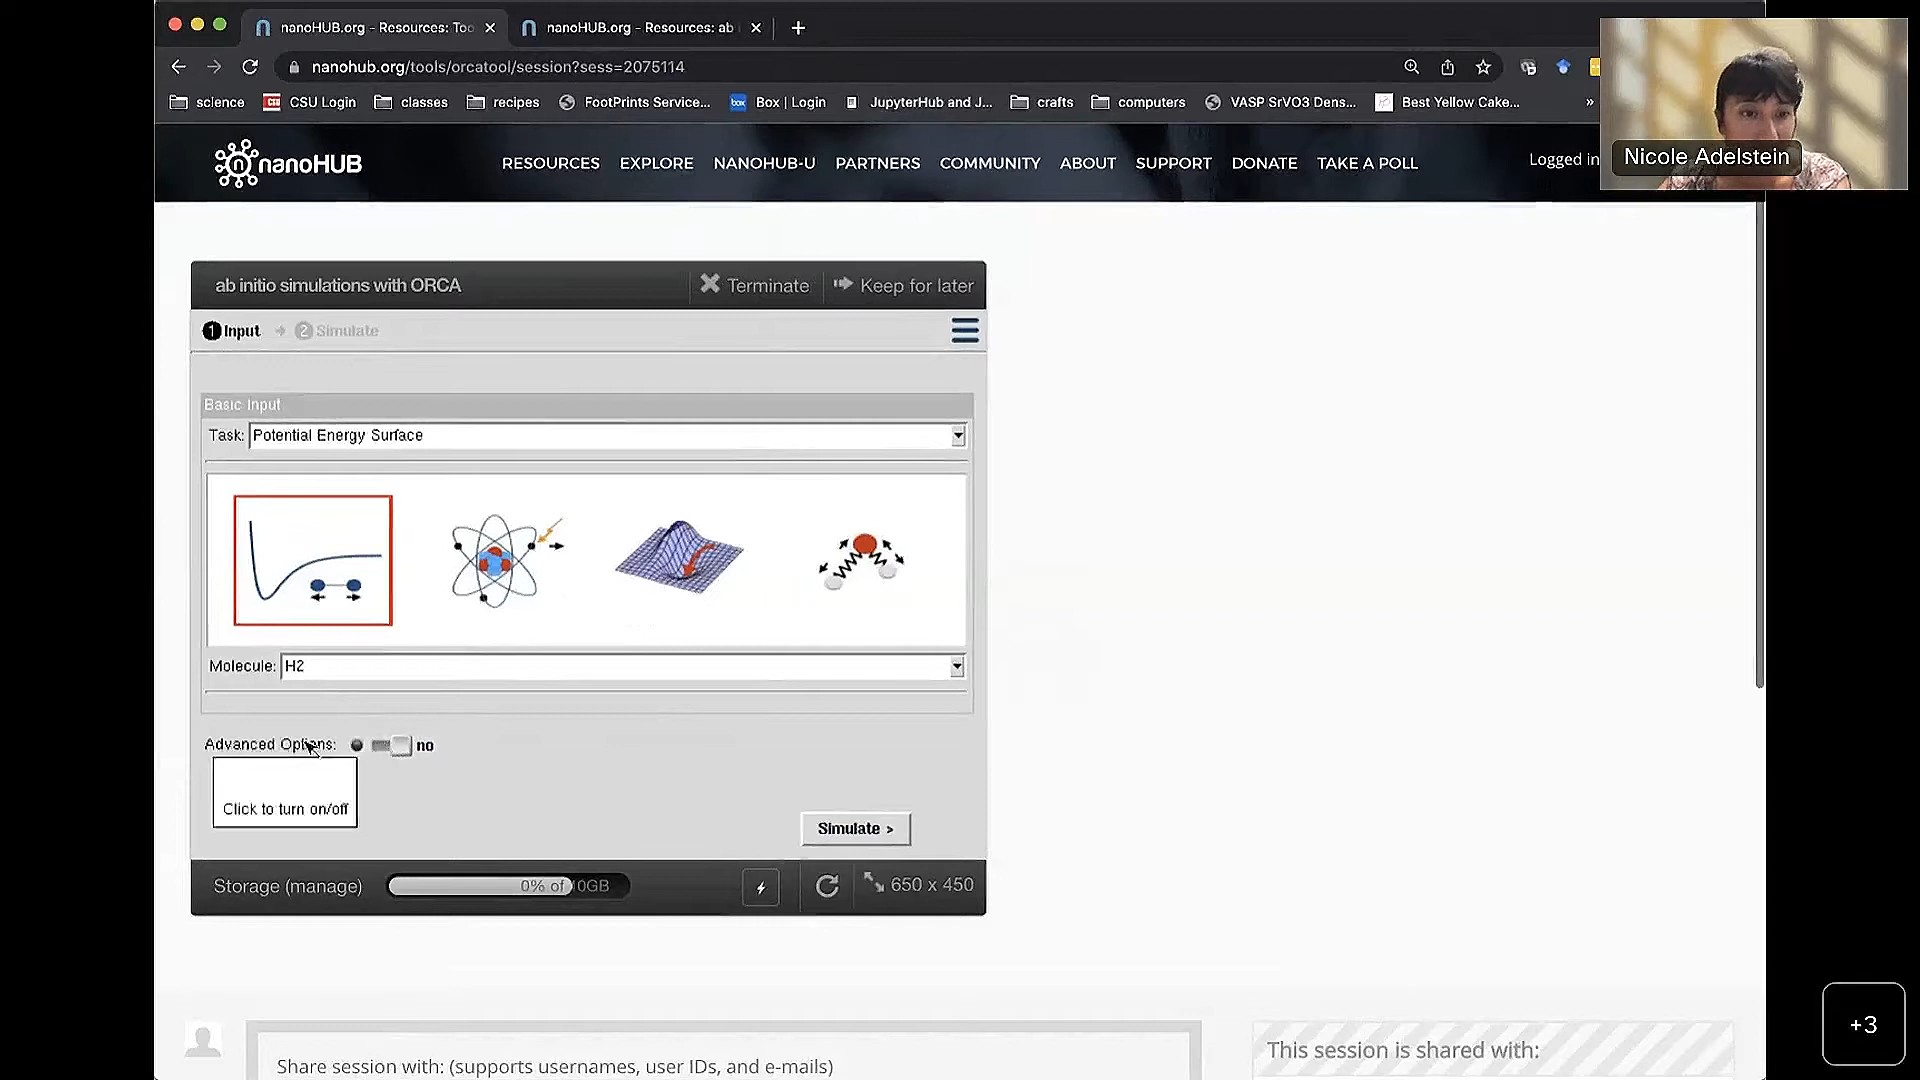 nanoHUB.org - Resources: Too
nanoHUB.org - Resources: ab
nanohub.org/tools/orcatool/session?sess=2075114
science
CSU Login
classes
recipes
FootPrints Service...
box
Box | Login
JupyterHub and J...
crafts
computers
VASP SrVO3 Dens...
Best Yellow Cake...
»
Nicole Adelstein
nanoHUB
RESOURCES
EXPLORE
NANOHUB-U
PARTNERS
COMMUNITY
ABOUT
SUPPORT
DONATE
TAKE A POLL
Logged in
ab initio simulations with ORCA
Terminate
Keep for later
1 Input
2 Simulate
Basic Input
Task: Potential Energy Surface
Molecule: H2
Advanced Options: no
Click to turn on/off
Simulate >
Storage (manage)
0% of 10GB
650 x 450
Share session with: (supports usernames, user IDs, and e-mails)
This session is shared with:
+3